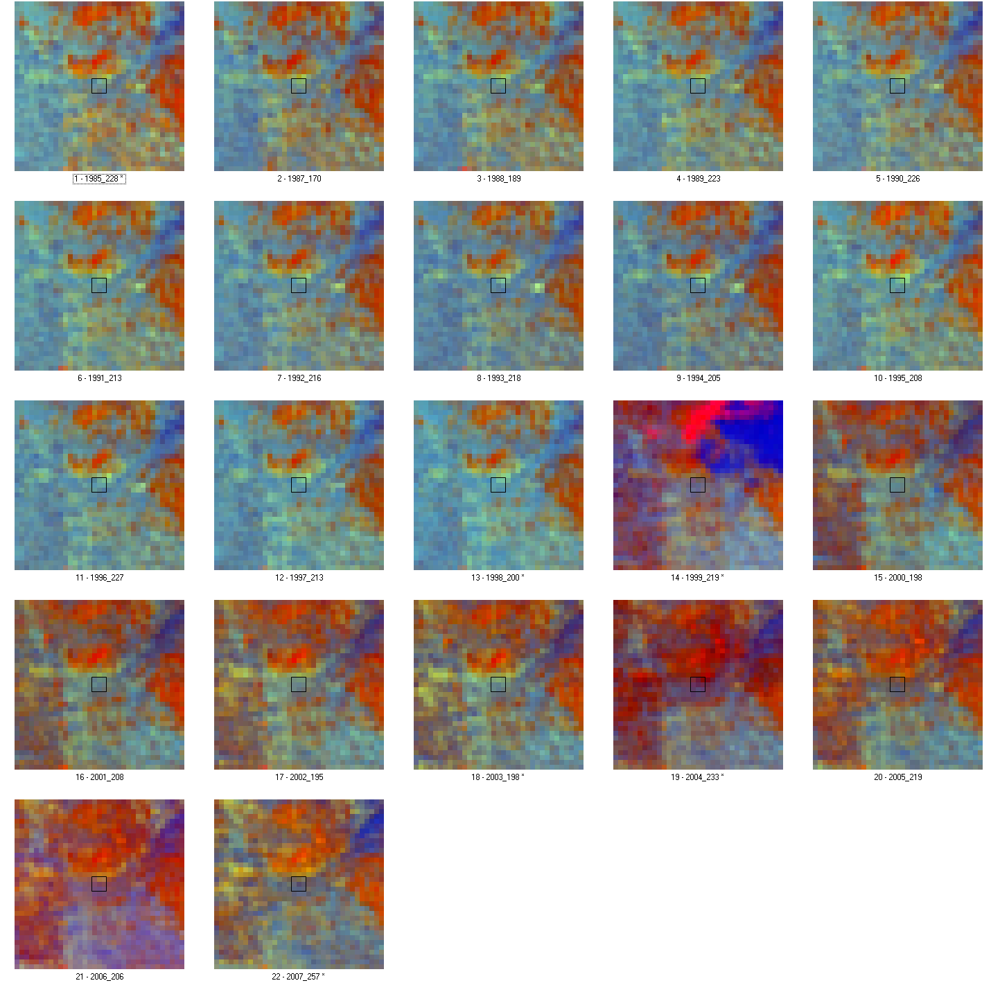 1 - 1985_228 *
2 - 1987_170
3 - 1988_189
4 - 1989_223
5 - 1990_226
6 - 1991_213
7 - 1992_216
8 - 1993_218
9 - 1994_205
10 - 1995_208
11 - 1996_227
12 - 1997_213
13 - 1998_200 *
14 - 1999_219 *
15 - 2000_198
16 - 2001_208
17 - 2002_195
18 - 2003_198 *
19 - 2004_233 *
20 - 2005_219
21 - 2006_206
22 - 2007_257 *